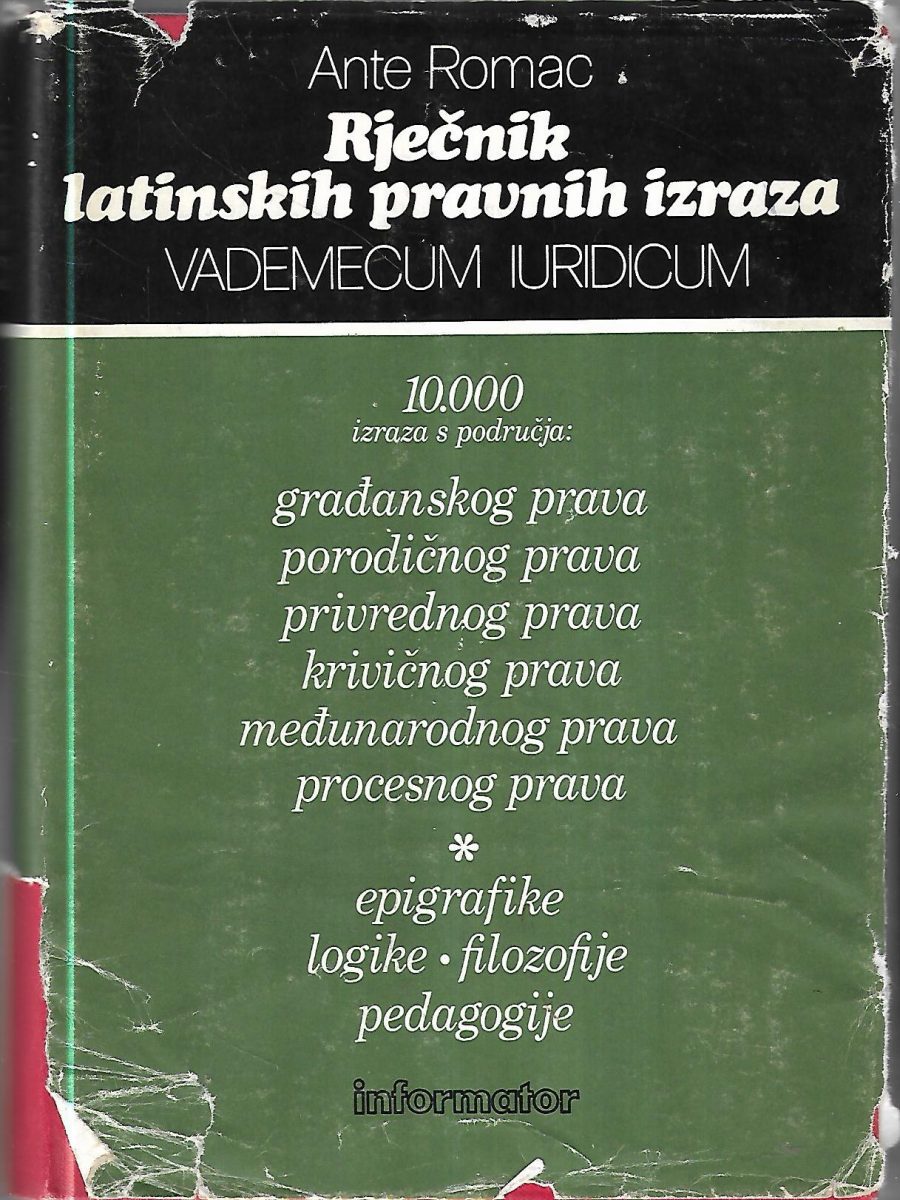 Ante Romac
Rječnik
latinskih pravnih izraza
VADEMECUM IURIDICUM
10.000
izraza s područja:
građanskog prava
porodičnog prava
privrednog prava
krivičnog prava
međunarodnog prava
procesnog prava
*
epigrafike
logike • filozofije
pedagogije
informator